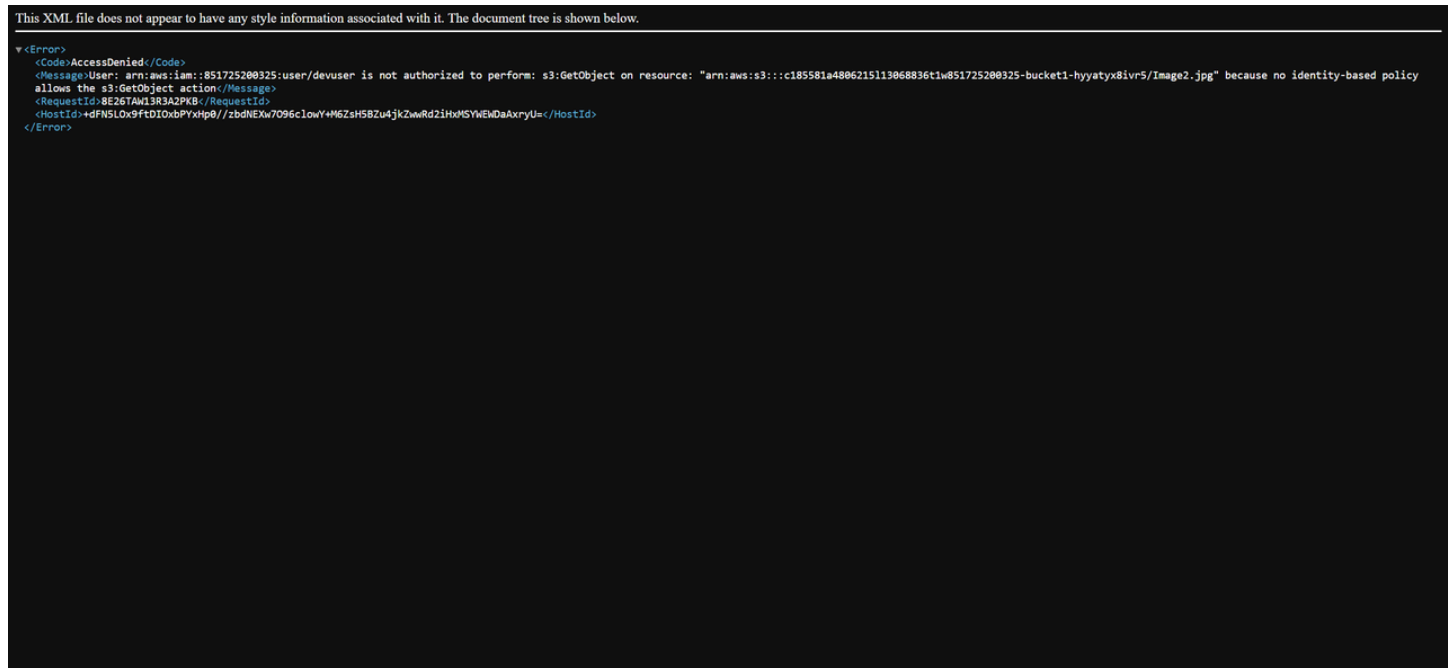 This XML file does not appear to have any style information associated with it. The document tree is shown below.
▼<Error>
<Code>AccessDenied</Code>
<Message>User: arn:aws:iam::851725200325:user/devuser is not authorized to perform: s3:GetObject on resource: "arn:aws:s3:::c185581a4806215l13068836t1w851725200325-bucket1-hyyatyx8ivr5/Image2.jpg" because no identity-based policy
allows the s3:GetObject action</Message>
<RequestId>8E26TAW13R3A2PKB</RequestId>
<HostId>+dFN5LOx9ftDIOxbPYxHp0//zbdNEXw7O96clowY+M6ZsH5BZu4jkZwwRd2iHxMSYWEWDaAxryU=</HostId>
</Error>